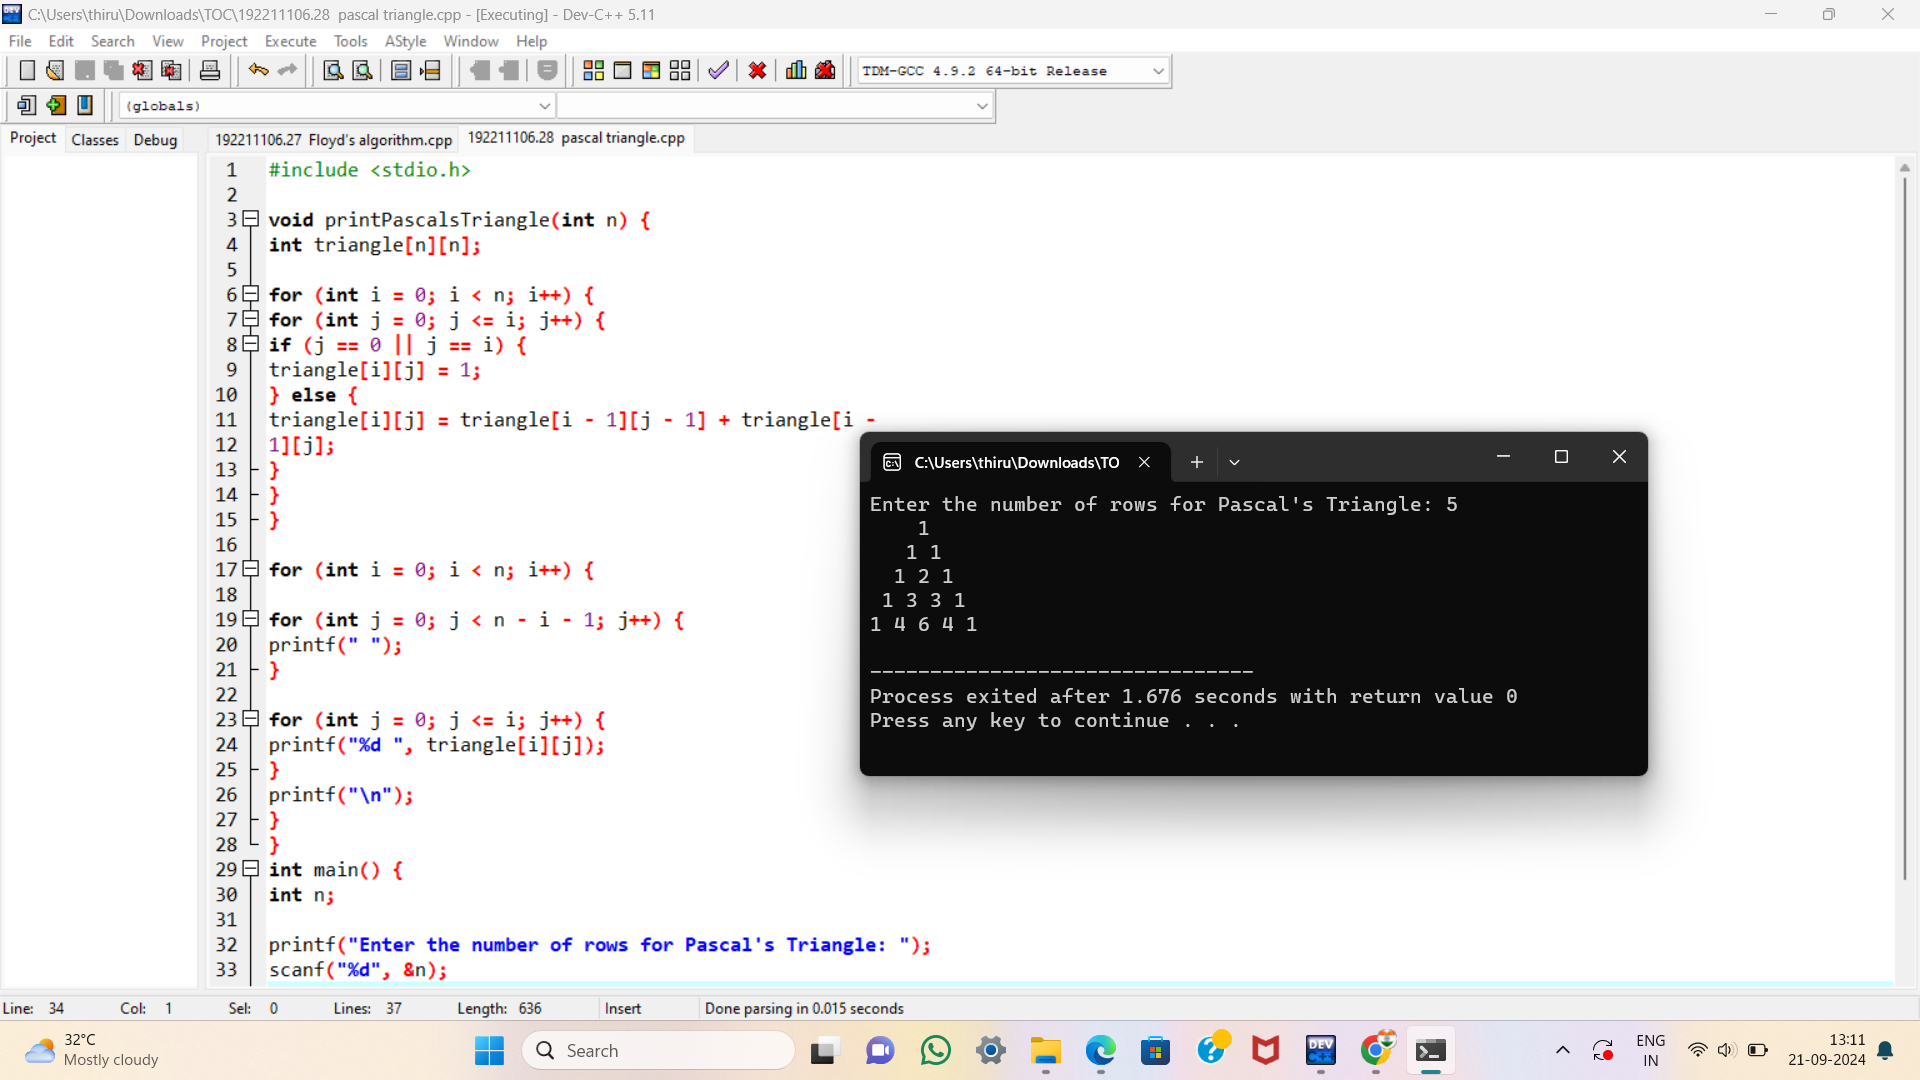 C:\Users\thiru\Downloads\TOC\192211106.28 pascal triangle.cpp - [Executing] - Dev-C++ 5.11
File Edit Search View Project Execute Tools AStyle Window Help
TDM-GCC 4.9.2 64-bit Release
(globals)
Project Classes Debug
192211106.27 Floyd's algorithm.cpp 192211106.28 pascal triangle.cpp
1 #include <stdio.h>
2
3 void printPascalsTriangle(int n) {
4 int triangle[n][n];
5
6 for (int i = 0; i < n; i++) {
7 for (int j = 0; j <= i; j++) {
8 if (j == 0 || j == i) {
9 triangle[i][j] = 1;
10 } else {
11 triangle[i][j] = triangle[i - 1][j - 1] + triangle[i -
12 1][j];
13 }
14 }
15 }
16
17 for (int i = 0; i < n; i++) {
18
19 for (int j = 0; j < n - i - 1; j++) {
20 printf(" ");
21 }
22
23 for (int j = 0; j <= i; j++) {
24 printf("%d ", triangle[i][j]);
25 }
26 printf("\n");
27 }
28 }
29 int main() {
30 int n;
31
32 printf("Enter the number of rows for Pascal's Triangle: ");
33 scanf("%d", &n);
C:\Users\thiru\Downloads\TO
Enter the number of rows for Pascal's Triangle: 5
1
1 1
1 2 1
1 3 3 1
1 4 6 4 1
--------------------------------
Process exited after 1.676 seconds with return value 0
Press any key to continue . . .
Line: 34 Col: 1 Sel: 0 Lines: 37 Length: 636 Insert Done parsing in 0.015 seconds
32°C
Mostly cloudy
Search
DEV
ENG
IN
13:11
21-09-2024